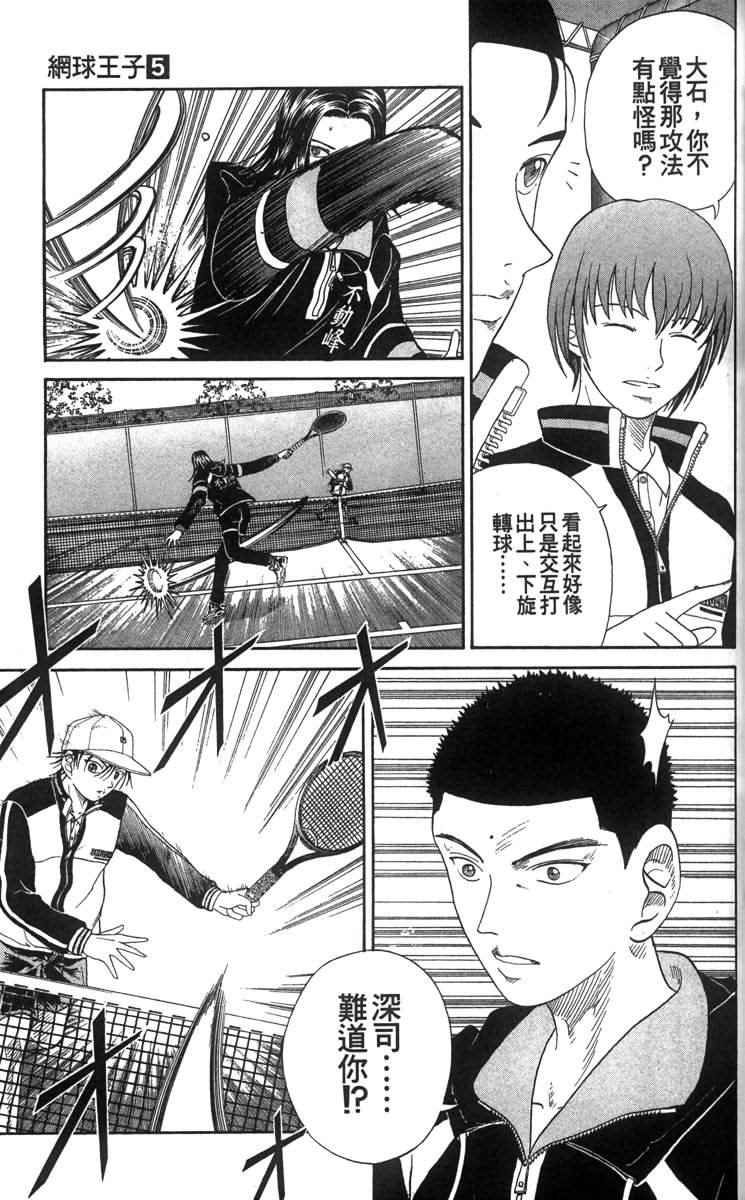 網球王子5
大石，你不
覺得那攻法
有點怪嗎？
看起來好像
只是交互打
出上、下旋
轉球……
不動峰
深司……
難道你!?